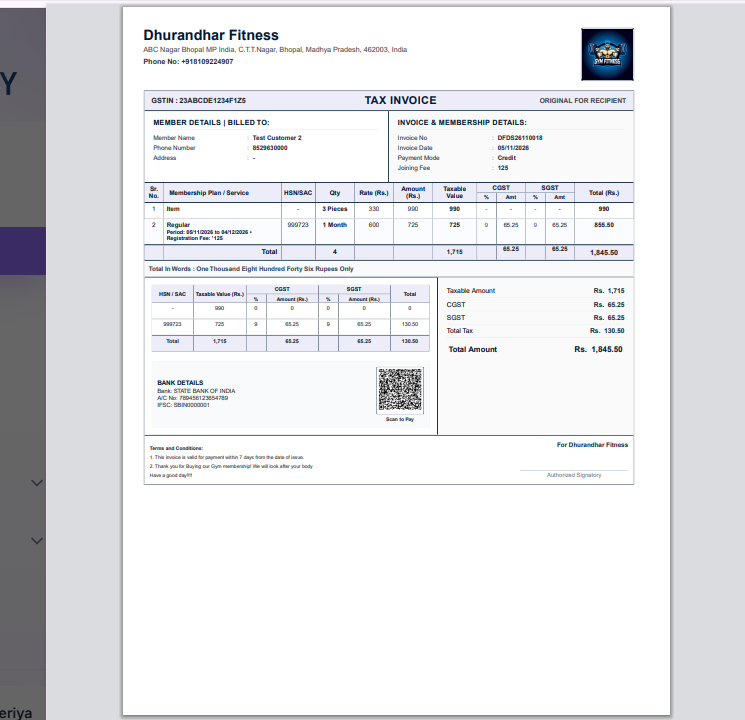 Y
Dhurandhar Fitness
ABC Nagar Bhopal MP India, C.T.T.Nagar, Bhopal, Madhya Pradesh, 462003, India
Phone No: +918109224907
GYM FITNESS
GSTIN : 23ABCDE1234F1Z5 TAX INVOICE ORIGINAL FOR RECIPIENT
MEMBER DETAILS | BILLED TO:
Member Name : Test Customer 2
Phone Number : 8529630000
Address : -
INVOICE & MEMBERSHIP DETAILS:
Invoice No : DFDS26110018
Invoice Date : 05/11/2026
Payment Mode : Credit
Joining Fee : 125
Sr. No. Membership Plan / Service HSN/SAC Qty Rate (Rs.) Amount (Rs.) Taxable Value CGST % Amt SGST % Amt Total (Rs.)
1 Item - 3 Pieces 330 990 990 - - - - 990
2 Regular 999723 1 Month 600 725 725 9 65.25 9 65.25 855.50
Period: 05/11/2026 to 04/12/2026 •
Registration Fee: '125
Total 4 1,715 65.25 65.25 1,845.50
Total In Words : One Thousand Eight Hundred Forty Six Rupees Only
HSN / SAC Taxable Value (Rs.) CGST % Amount (Rs.) SGST % Amount (Rs.) Total
- 990 0 0 0 0 0
999723 725 9 65.25 9 65.25 130.50
Total 1,715 65.25 65.25 130.50
Taxable Amount Rs. 1,715
CGST Rs. 65.25
SGST Rs. 65.25
Total Tax Rs. 130.50
Total Amount Rs. 1,845.50
BANK DETAILS
Bank: STATE BANK OF INDIA
A/C No: 789456123654789
IFSC: SBIN0000001
Scan to Pay
Terms and Conditions:
1. This Invoice is valid for payment within 7 days from the date of issue.
2. Thank you for Buying our Gym membership! We will look after your body
Have a good day!!!!
For Dhurandhar Fitness
Authorized Signatory
eriya